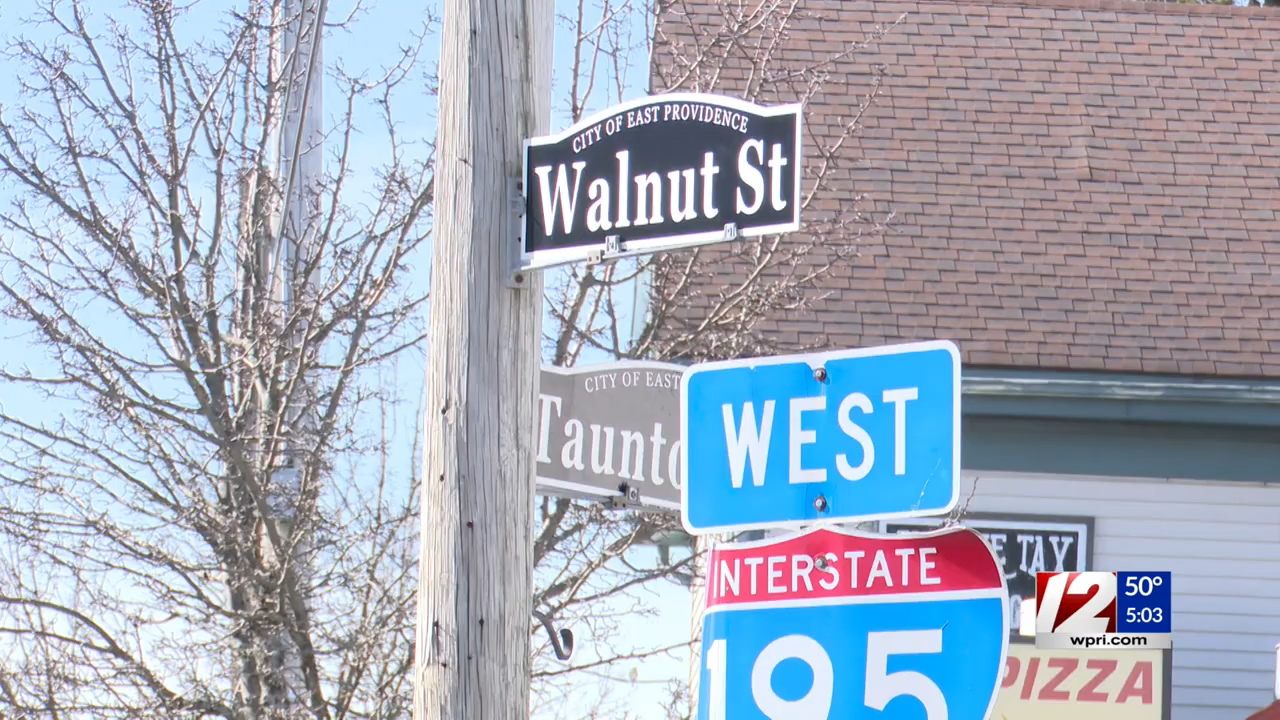 CITY OF EAST PROVIDENCE
Walnut St
CITY OF EAST
WEST
INTERSTATE
195
TAX
12
50°
5:03
wpri.com
PIZZA